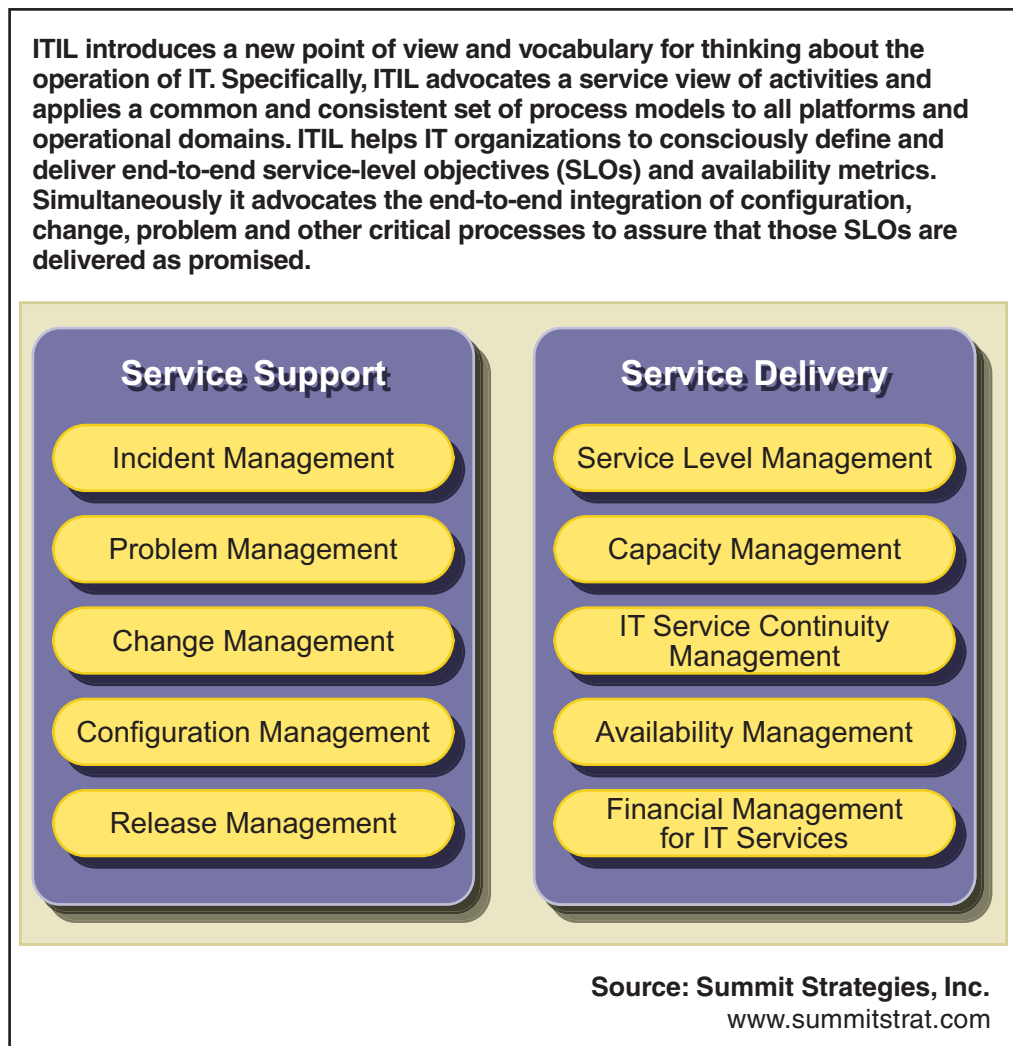 ITIL introduces a new point of view and vocabulary for thinking about the
operation of IT. Specifically, ITIL advocates a service view of activities and
applies a common and consistent set of process models to all platforms and
operational domains. ITIL helps IT organizations to consciously define and
deliver end-to-end service-level objectives (SLOs) and availability metrics.
Simultaneously it advocates the end-to-end integration of configuration,
change, problem and other critical processes to assure that those SLOs are
delivered as promised.
Service Support
Incident Management
Problem Management
Change Management
Configuration Management
Release Management
Service Delivery
Service Level Management
Capacity Management
IT Service Continuity
Management
Availability Management
Financial Management
for IT Services
Source: Summit Strategies, Inc.
www.summitstrat.com